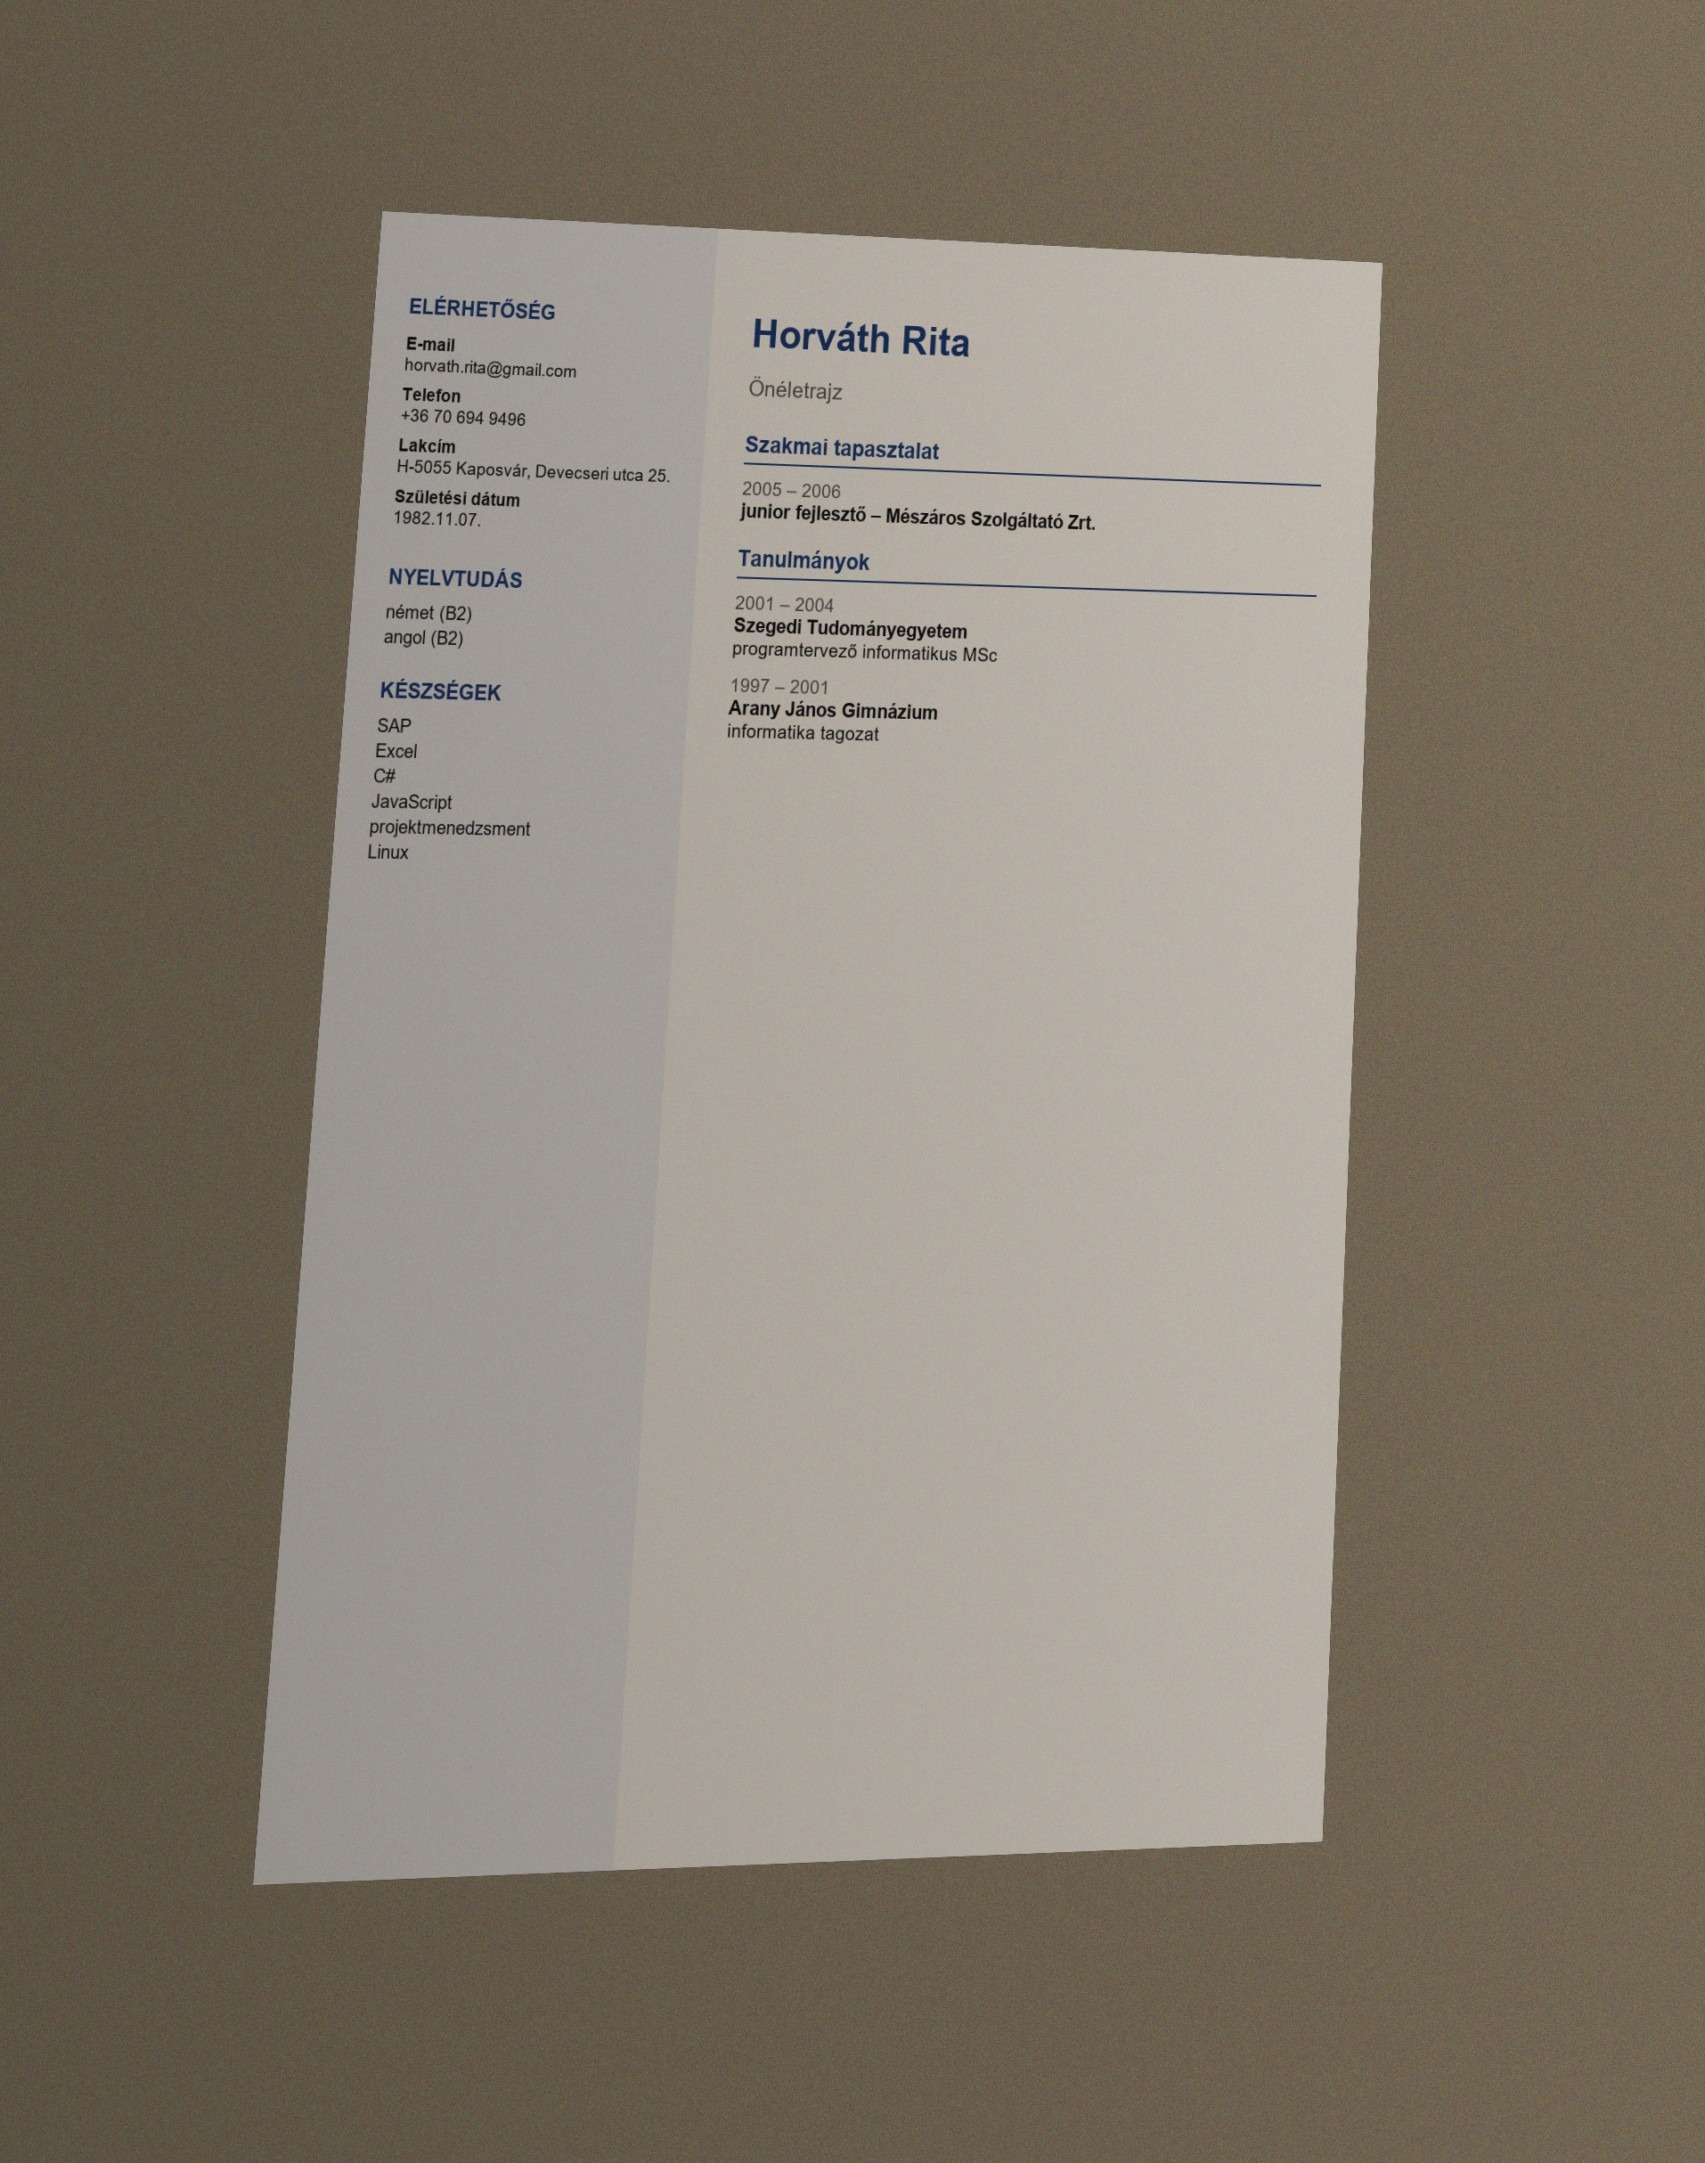 ELÉRHETŐSÉG
E-mail
horvath.rita@gmail.com
Telefon
+36 70 694 9496
Lakcím
H-5055 Kaposvár, Devecseri utca 25.
Születési dátum
1982.11.07.
NYELVTUDÁS
német (B2)
angol (B2)
KÉSZSÉGEK
SAP
Excel
C#
JavaScript
projektmenedzsment
Linux
Horváth Rita
Önéletrajz
Szakmai tapasztalat
2005 – 2006
junior fejlesztő – Mészáros Szolgáltató Zrt.
Tanulmányok
2001 – 2004
Szegedi Tudományegyetem
programtervező informatikus MSc
1997 – 2001
Arany János Gimnázium
informatika tagozat